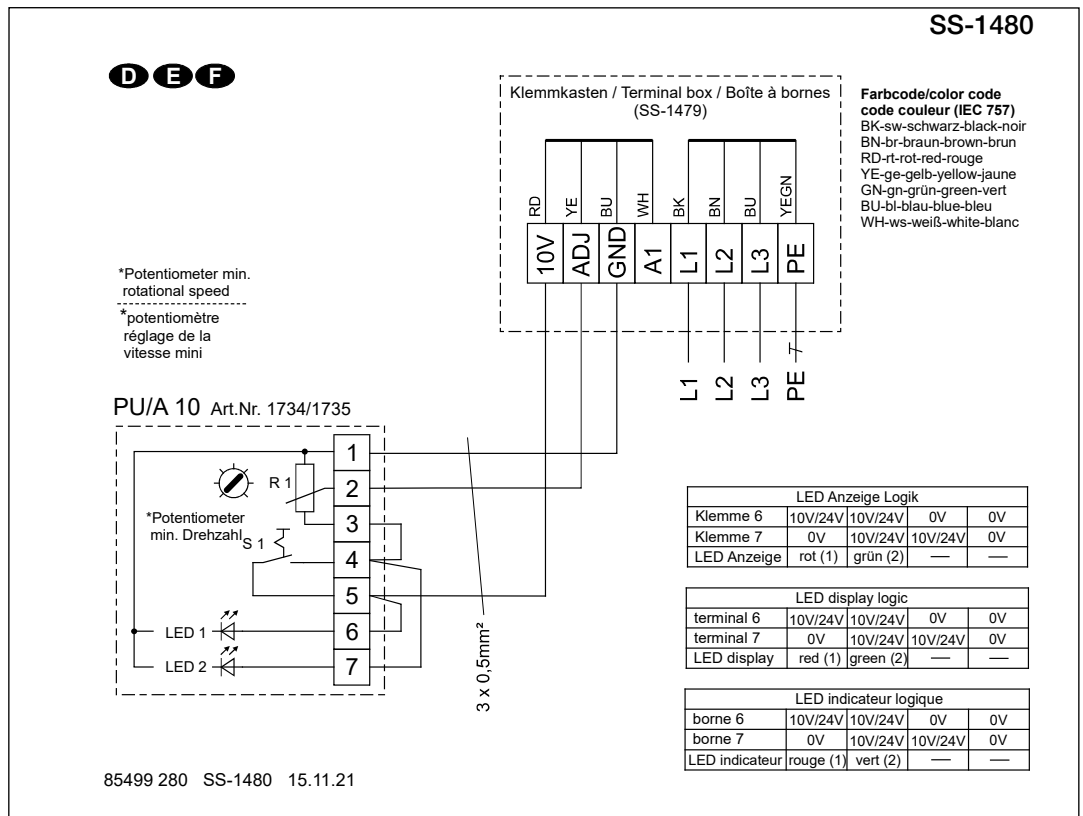 SS-1480
D E F
Klemmkasten / Terminal box / Boîte à bornes
(SS-1479)
RD YE BU WH BK BN BU YEGN
10V ADJ GND A1 L1 L2 L3 PE
L1 L2 L3 PE
Farbcode/color code
code couleur (IEC 757)
BK-sw-schwarz-black-noir
BN-br-braun-brown-brun
RD-rt-rot-red-rouge
YE-ge-gelb-yellow-jaune
GN-gn-grün-green-vert
BU-bl-blau-blue-bleu
WH-ws-weiß-white-blanc
*Potentiometer min.
rotational speed
*potentiomètre
réglage de la
vitesse mini
PU/A 10 Art.Nr. 1734/1735
1
R 1
2
*Potentiometer
min. Drehzahl
3
S 1
4
5
LED 1
6
LED 2
7
3 x 0,5mm²
LED Anzeige Logik
Klemme 6 10V/24V 10V/24V 0V 0V
Klemme 7 0V 10V/24V 10V/24V 0V
LED Anzeige rot (1) grün (2) — —
LED display logic
terminal 6 10V/24V 10V/24V 0V 0V
terminal 7 0V 10V/24V 10V/24V 0V
LED display red (1) green (2) — —
LED indicateur logique
borne 6 10V/24V 10V/24V 0V 0V
borne 7 0V 10V/24V 10V/24V 0V
LED indicateur rouge (1) vert (2) — —
85499 280 SS-1480 15.11.21